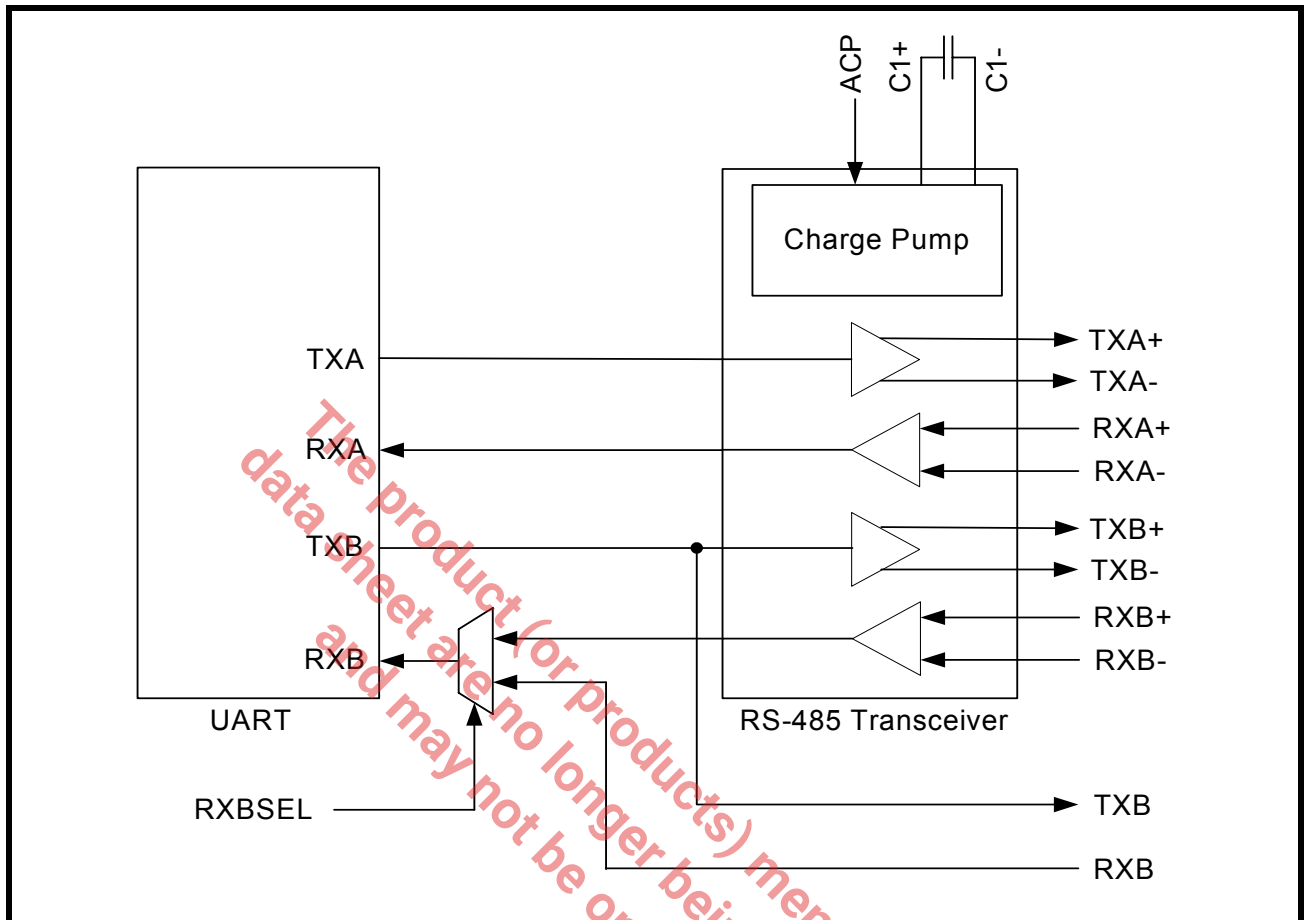 ACP
C1+
C1-
Charge Pump
TXA
TXA+
TXA-
RXA
RXA+
RXA-
TXB
TXB+
TXB-
RXB
RXB+
RXB-
UART
RS-485 Transceiver
RXBSEL
TXB
RXB
The product (or products) men
data sheet are no longer bein
and may not be or